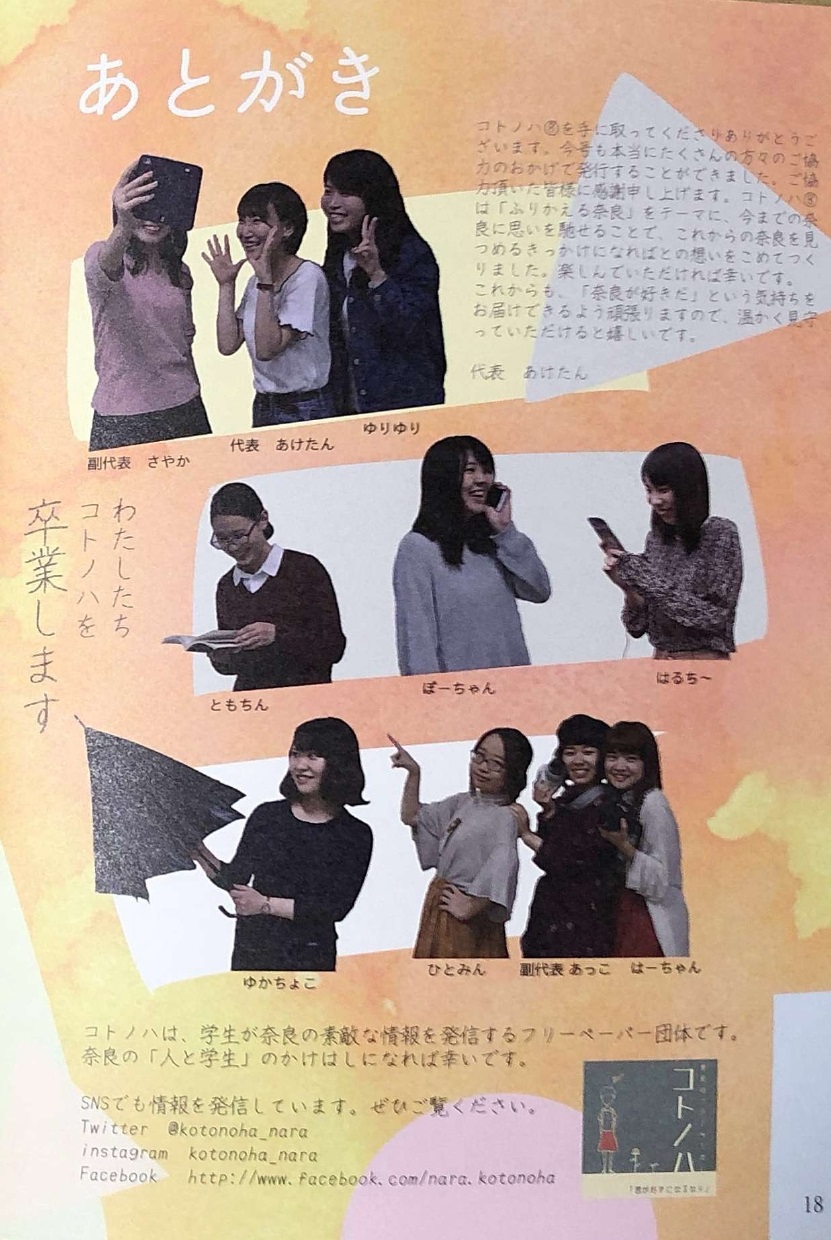 あとがき
コトノハ㉘を手に取ってくださりありがとうご
ざいます。今号も本当にたくさんの方々のご協
力のおかげで発行することができました。ご協
力頂いた皆様に感謝申し上げます。コトノハ㉘
は「ふりかえる奈良」をテーマに、今までの奈
良に思いを馳せることで、これからの奈良を見
つめるきっかけになればとの想いをこめてつく
りました。楽しんでいただければ幸いです。
これからも、「奈良が好きだ」という気持ちを
お届けできるよう頑張りますので、温かく見守
っていただけると嬉しいです。
代表　あけたん
副代表　さやか
代表　あけたん
ゆりゆり
わたしたち
コトノハを
卒業します
ともちん
ぽーちゃん
はるち～
ゆかちょこ
ひとみん
副代表 あっこ
はーちゃん
コトノハは、学生が奈良の素敵な情報を発信するフリーペーパー団体です。
奈良の「人と学生」のかけはしになれば幸いです。
SNSでも情報を発信しています。ぜひご覧ください。
Twitter　@kotonoha_nara
instagram　kotonoha_nara
Facebook　http://www.facebook.com/nara.kotonoha
コトノハ
18